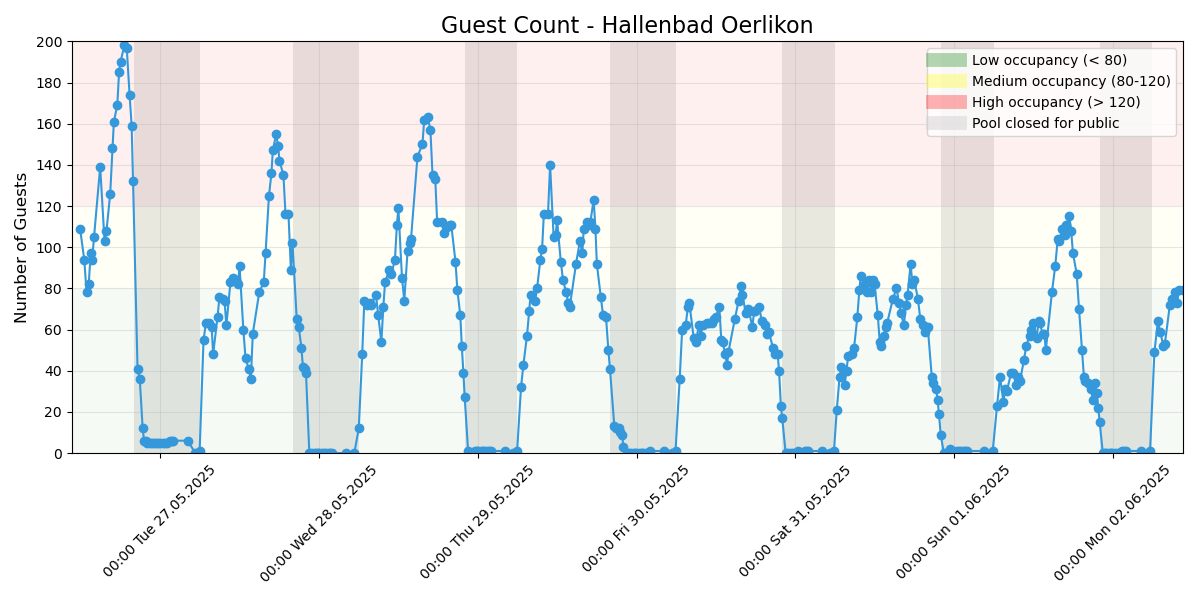 Guest Count - Hallenbad Oerlikon
Number of Guests
200
180
160
140
120
100
80
60
40
20
0
Low occupancy (< 80)
Medium occupancy (80-120)
High occupancy (> 120)
Pool closed for public
00:00 Tue 27.05.2025
00:00 Wed 28.05.2025
00:00 Thu 29.05.2025
00:00 Fri 30.05.2025
00:00 Sat 31.05.2025
00:00 Sun 01.06.2025
00:00 Mon 02.06.2025